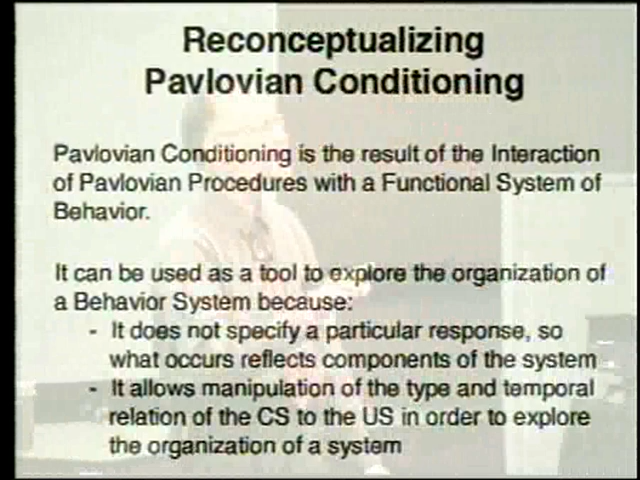 Reconceptualizing
Pavlovian Conditioning
Pavlovian Conditioning is the result of the Interaction
of Pavlovian Procedures with a Functional System of
Behavior.
It can be used as a tool to explore the organization of
a Behavior System because:
- It does not specify a particular response, so
what occurs reflects components of the system
- It allows manipulation of the type and temporal
relation of the CS to the US in order to explore
the organization of a system